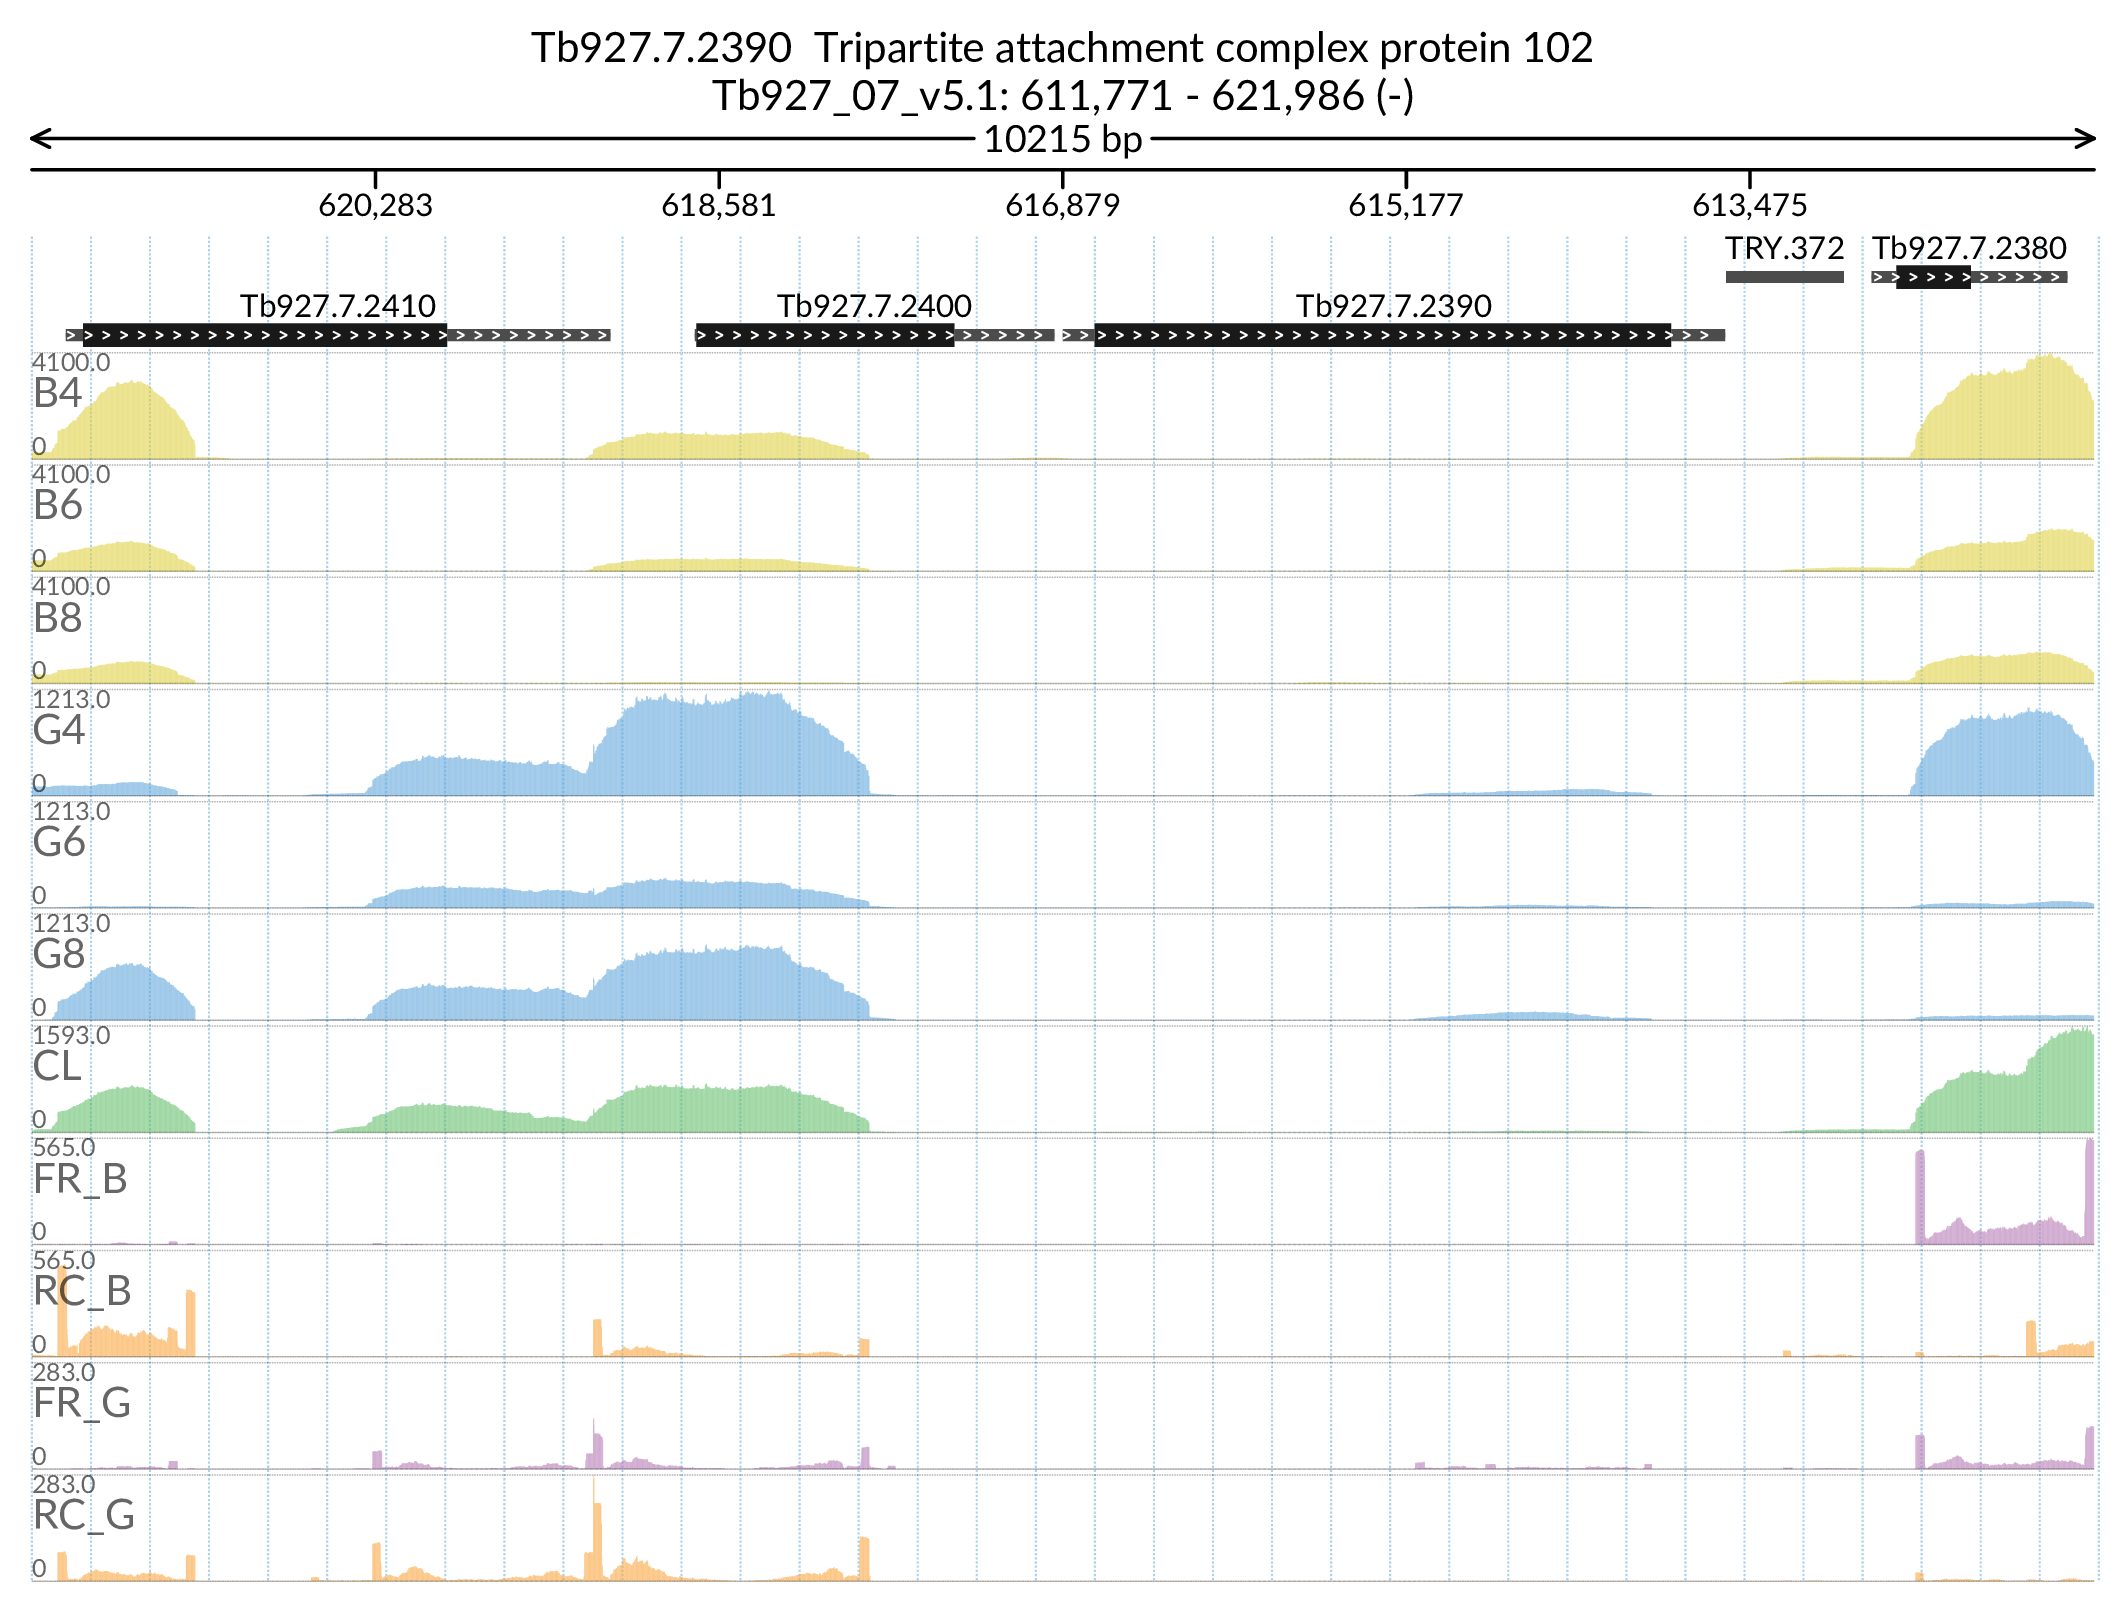 Tb927.7.2390  Tripartite attachment complex protein 102
Tb927_07_v5.1: 611,771 - 621,986 (-)
10215 bp
620,283 618,581 616,879 615,177 613,475
TRY.372 Tb927.7.2380
Tb927.7.2410 Tb927.7.2400 Tb927.7.2390
4100.0
B4
0
4100.0
B6
0
4100.0
B8
0
1213.0
G4
0
1213.0
G6
0
1213.0
G8
0
1593.0
CL
0
565.0
FR_B
0
565.0
RC_B
0
283.0
FR_G
0
283.0
RC_G
0